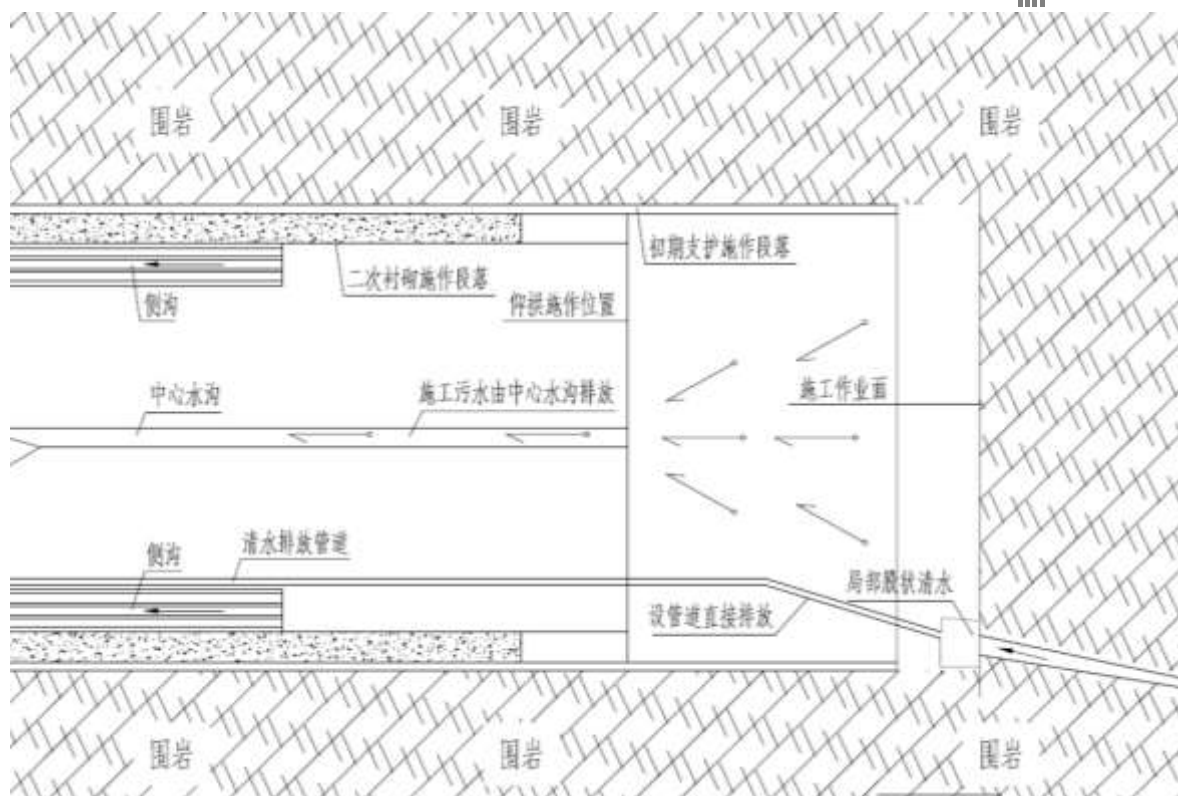 围岩 围岩 围岩
初期支护施作段落
二次衬砌施作段落
侧沟
仰拱施作位置
中心水沟
施工污水由中心水沟排放
施工作业面
清水排放管道
侧沟
局部股状清水
设管道直接排放
围岩 围岩 围岩